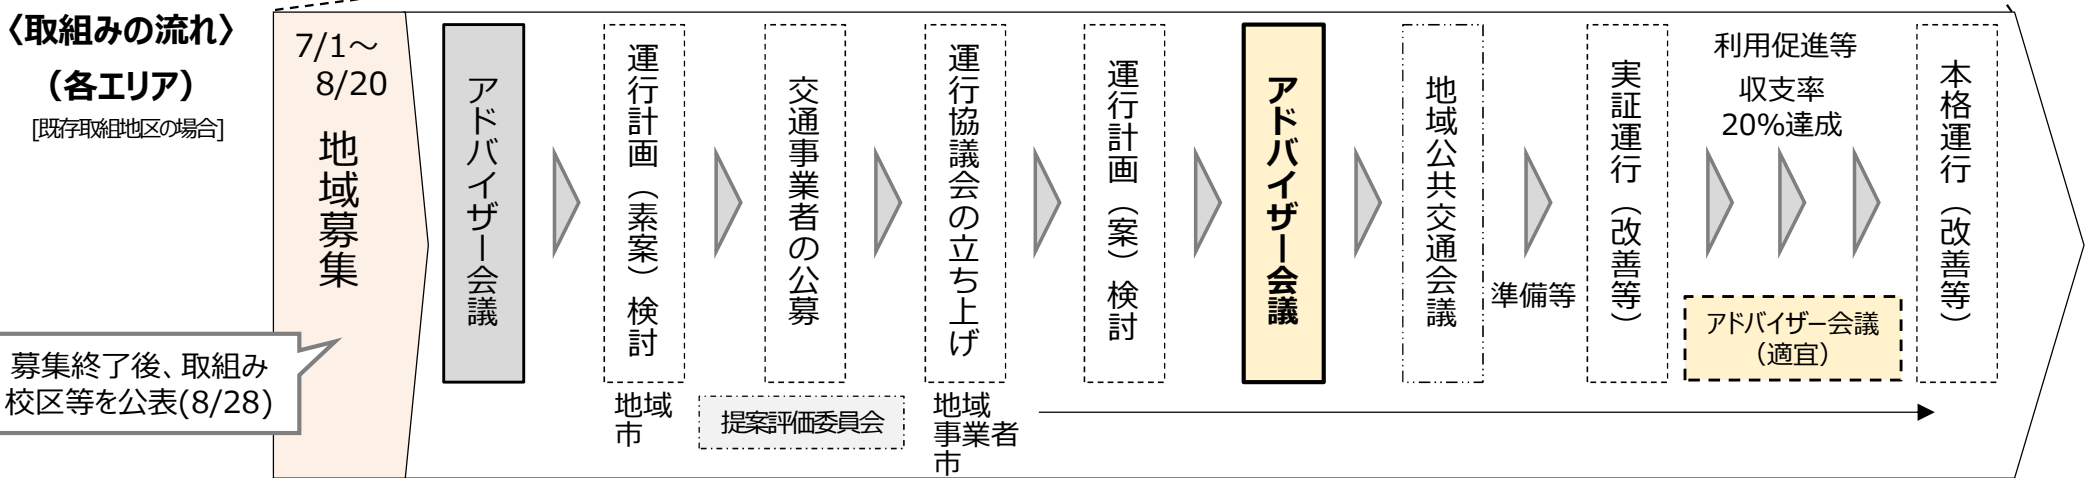 〈取組みの流れ〉
（各エリア）
[既存取組地区の場合]
7/1～
8/20
地域募集
募集終了後、取組み
校区等を公表(8/28)
アドバイザー会議
運行計画（素案）検討
地域
市
交通事業者の公募
提案評価委員会
運行協議会の立ち上げ
地域
事業者
市
運行計画（案）検討
アドバイザー会議
地域公共交通会議
準備等
実証運行（改善等）
利用促進等
収支率
20%達成
アドバイザー会議
（適宜）
本格運行（改善等）